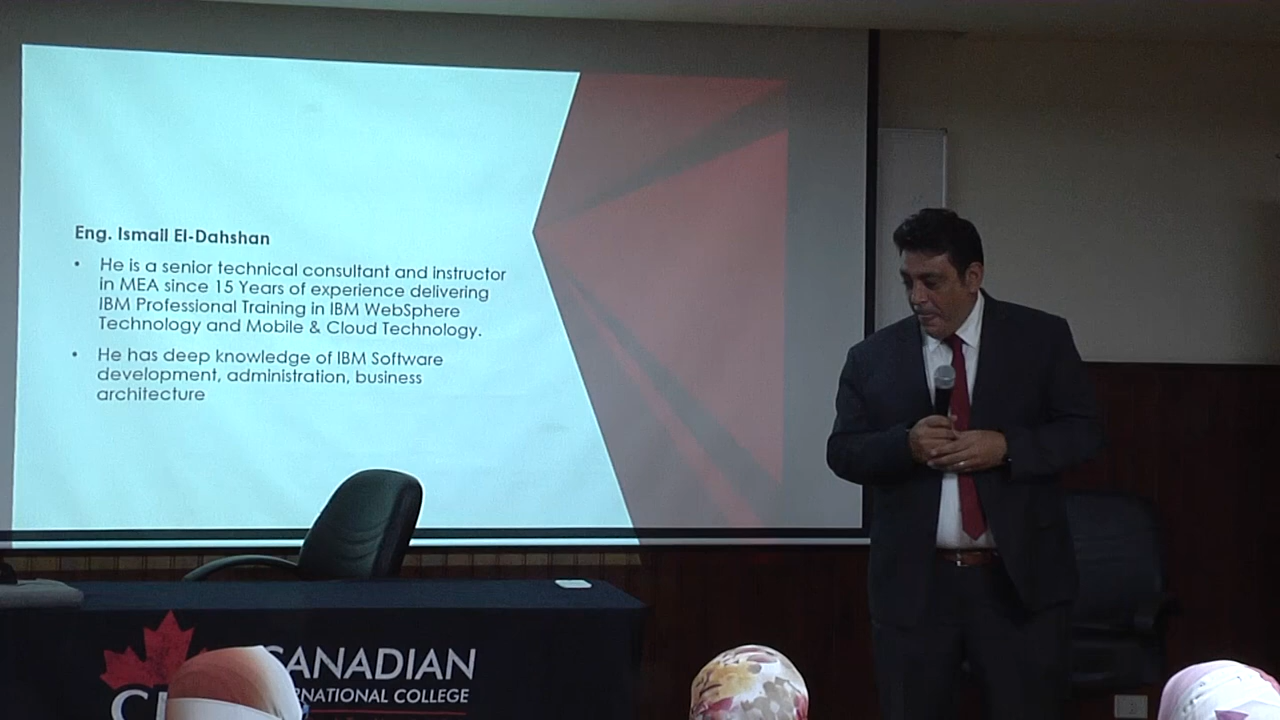 Eng. Ismail El-Dahshan
• He is a senior technical consultant and instructor
in MEA since 15 Years of experience delivering
IBM Professional Training in IBM WebSphere
Technology and Mobile & Cloud Technology.
• He has deep knowledge of IBM Software
development, administration, business
architecture
CANADIAN
COLLEGE